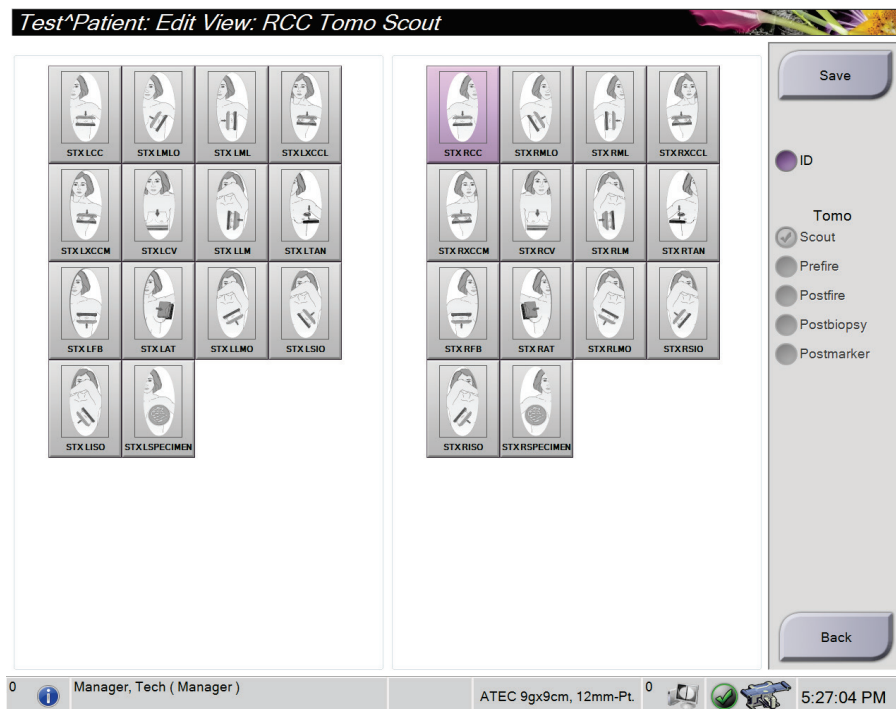 Test^Patient: Edit View: RCC Tomo Scout
STX LCC STX LMLO STX LML STX LXCCL
STX LXCCM STX LCV STX LLM STX LTAN
STX LFB STX LAT STX LLMO STX LSIO
STX LISO STX LSPECIMEN
STX RCC STX RMLO STX RML STX RXCCL
STX RXCCM STX RCV STX RLM STX RTAN
STX RFB STX RAT STX RLMO STX RSIO
STX RISO STX RSPECIMEN
Save
ID
Tomo
Scout
Prefire
Postfire
Postbiopsy
Postmarker
Back
0 Manager, Tech ( Manager ) ATEC 9gx9cm, 12mm-Pt. 0 5:27:04 PM